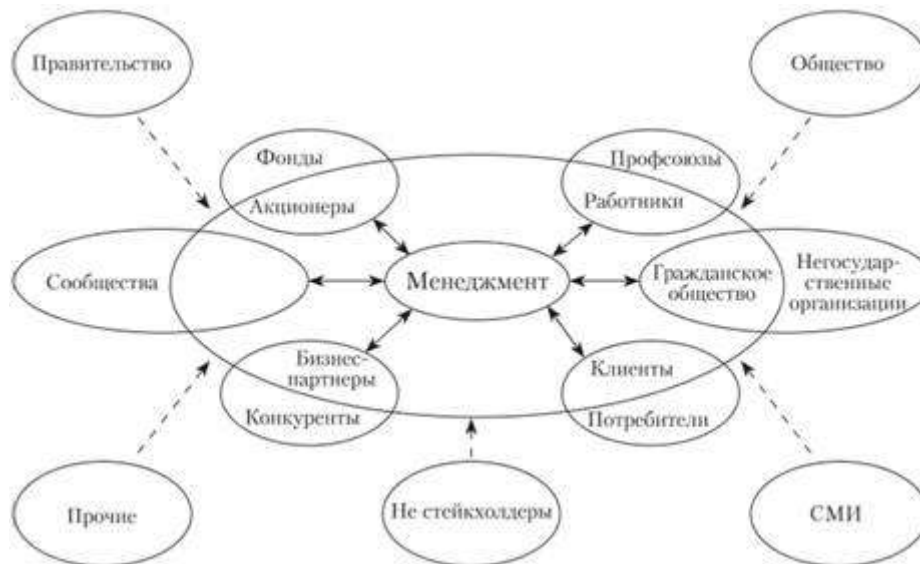 Правительство
Общество
Фонды
Акционеры
Профсоюзы
Работники
Сообщества
Менеджмент
Гражданское
общество
Негосудар-
ственные
организации
Бизнес-
партнеры
Конкуренты
Клиенты
Потребители
Прочие
Не стейкхолдеры
СМИ